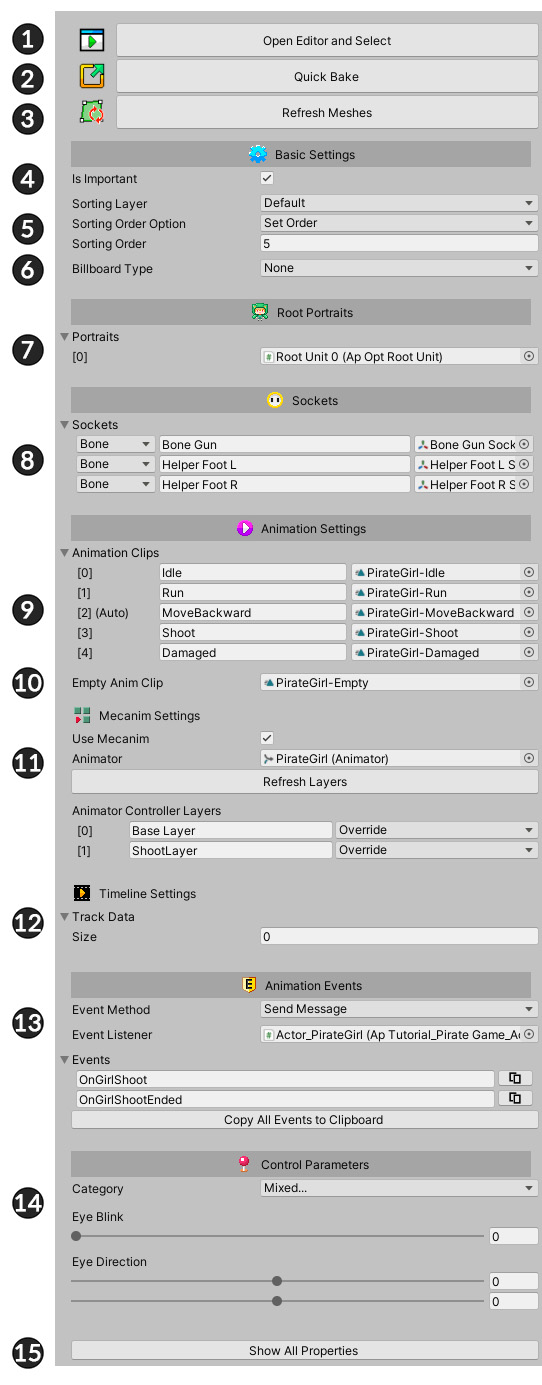 1 Open Editor and Select
2 Quick Bake
3 Refresh Meshes
Basic Settings
4 Is Important
Sorting Layer Default
5 Sorting Order Option Set Order
Sorting Order 5
6 Billboard Type None
Root Portraits
7 Portraits
[0] # Root Unit 0 (Ap Opt Root Unit)
Sockets
Sockets
Bone Bone Gun Bone Gun Sock
8 Bone Helper Foot L Helper Foot L S
Bone Helper Foot R Helper Foot R S
Animation Settings
Animation Clips
[0] Idle PirateGirl-Idle
[1] Run PirateGirl-Run
9 [2] (Auto) MoveBackward PirateGirl-MoveBackward
[3] Shoot PirateGirl-Shoot
[4] Damaged PirateGirl-Damaged
10 Empty Anim Clip PirateGirl-Empty
Mecanim Settings
Use Mecanim
11 Animator PirateGirl (Animator)
Refresh Layers
Animator Controller Layers
[0] Base Layer Override
[1] ShootLayer Override
Timeline Settings
12 Track Data
Size 0
E Animation Events
Event Method Send Message
13 Event Listener # Actor_PirateGirl (Ap Tutorial_Pirate Game_A
Events
OnGirlShoot
OnGirlShootEnded
Copy All Events to Clipboard
Control Parameters
14 Category Mixed...
Eye Blink
0
Eye Direction
0
0
15 Show All Properties